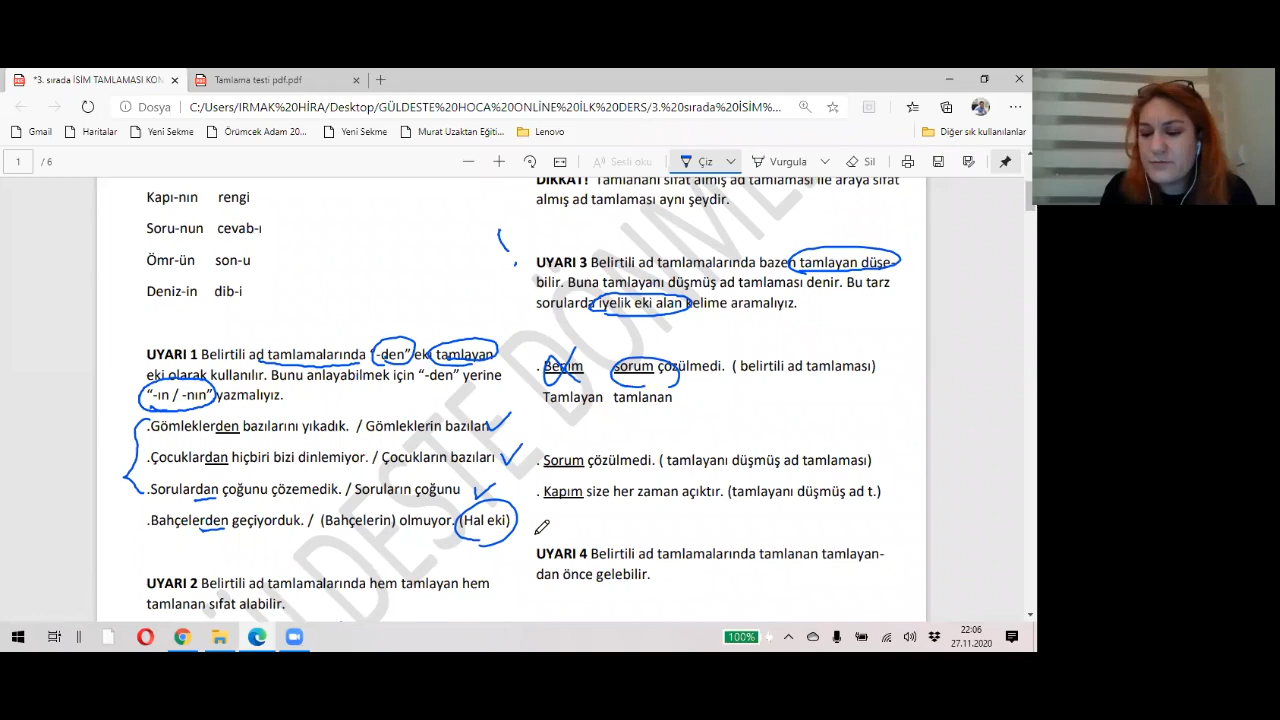 *3. sırada İSİM TAMLAMASI KON
Tamlama testi pdf.pdf
Dosya
C:/Users/IRMAK%20HİRA/Desktop/GÜLDESTE%20HOCA%20ONLİNE%20İLK%20DERS/3.%20sırada%20İSİM%...
Gmail
Haritalar
Yeni Sekme
Örümcek Adam 20...
Yeni Sekme
Murat Uzaktan Eğiti...
Lenovo
Diğer sık kullanılanlar
1 / 6
Sesli oku
Çiz
Vurgula
Sil
Kapı-nın rengi
Soru-nun cevab-ı
Ömr-ün son-u
Deniz-in dib-i
UYARI 1 Belirtili ad tamlamalarında “-den” eki tamlayan
eki olarak kullanılır. Bunu anlayabilmek için “-den” yerine
“-ın / -nın” yazmalıyız.
.Gömleklerden bazılarını yıkadık. / Gömleklerin bazıları
.Çocuklardan hiçbiri bizi dinlemiyor. / Çocukların bazıları
.Sorulardan çoğunu çözemedik. / Soruların çoğunu
.Bahçelerden geçiyorduk. / (Bahçelerin) olmuyor. (Hal eki)
UYARI 2 Belirtili ad tamlamalarında hem tamlayan hem
tamlanan sıfat alabilir.
DİKKAT! Tamlananı sıfat almış ad tamlaması ile araya sıfat
almış ad tamlaması aynı şeydir.
UYARI 3 Belirtili ad tamlamalarında bazen tamlayan düşe-
bilir. Buna tamlayanı düşmüş ad tamlaması denir. Bu tarz
sorularda iyelik eki alan kelime aramalıyız.
. Benim sorum çözülmedi. ( belirtili ad tamlaması)
Tamlayan tamlanan
. Sorum çözülmedi. ( tamlayanı düşmüş ad tamlaması)
. Kapım size her zaman açıktır. (tamlayanı düşmüş ad t.)
UYARI 4 Belirtili ad tamlamalarında tamlanan tamlayan-
dan önce gelebilir.
100%
22:06
27.11.2020